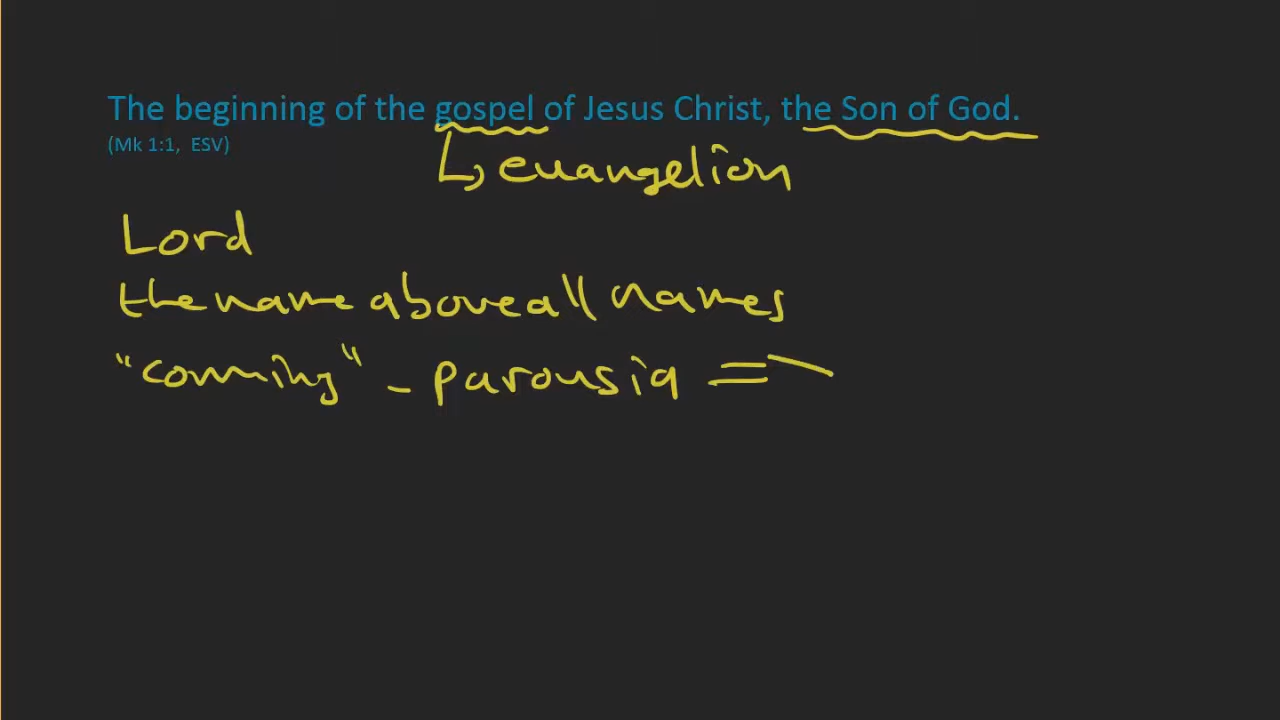 The beginning of the gospel of Jesus Christ, the Son of God.
(Mk 1:1, ESV)
↳ euangelion
Lord
the name above all names
"coming" - parousia =